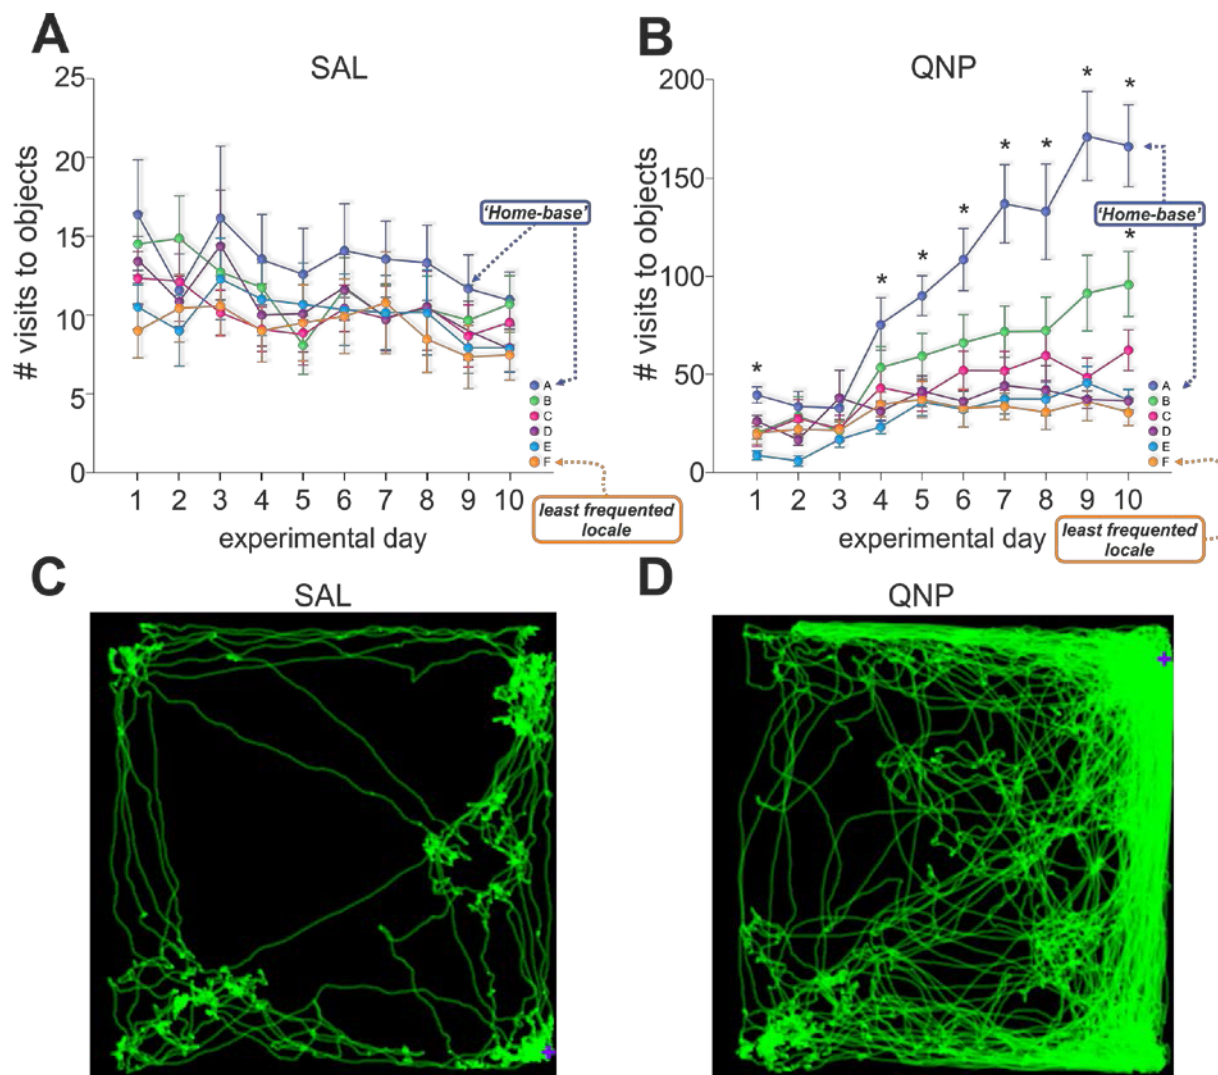 A
SAL
# visits to objects
25
20
15
10
5
0
'Home-base'
A
B
C
D
E
F
1 2 3 4 5 6 7 8 9 10
experimental day
least frequented
locale
B
QNP
# visits to objects
200
150
100
50
0
* * * * * * * * *
*
'Home-base'
A
B
C
D
E
F
1 2 3 4 5 6 7 8 9 10
experimental day
least frequented
locale
C
SAL
D
QNP